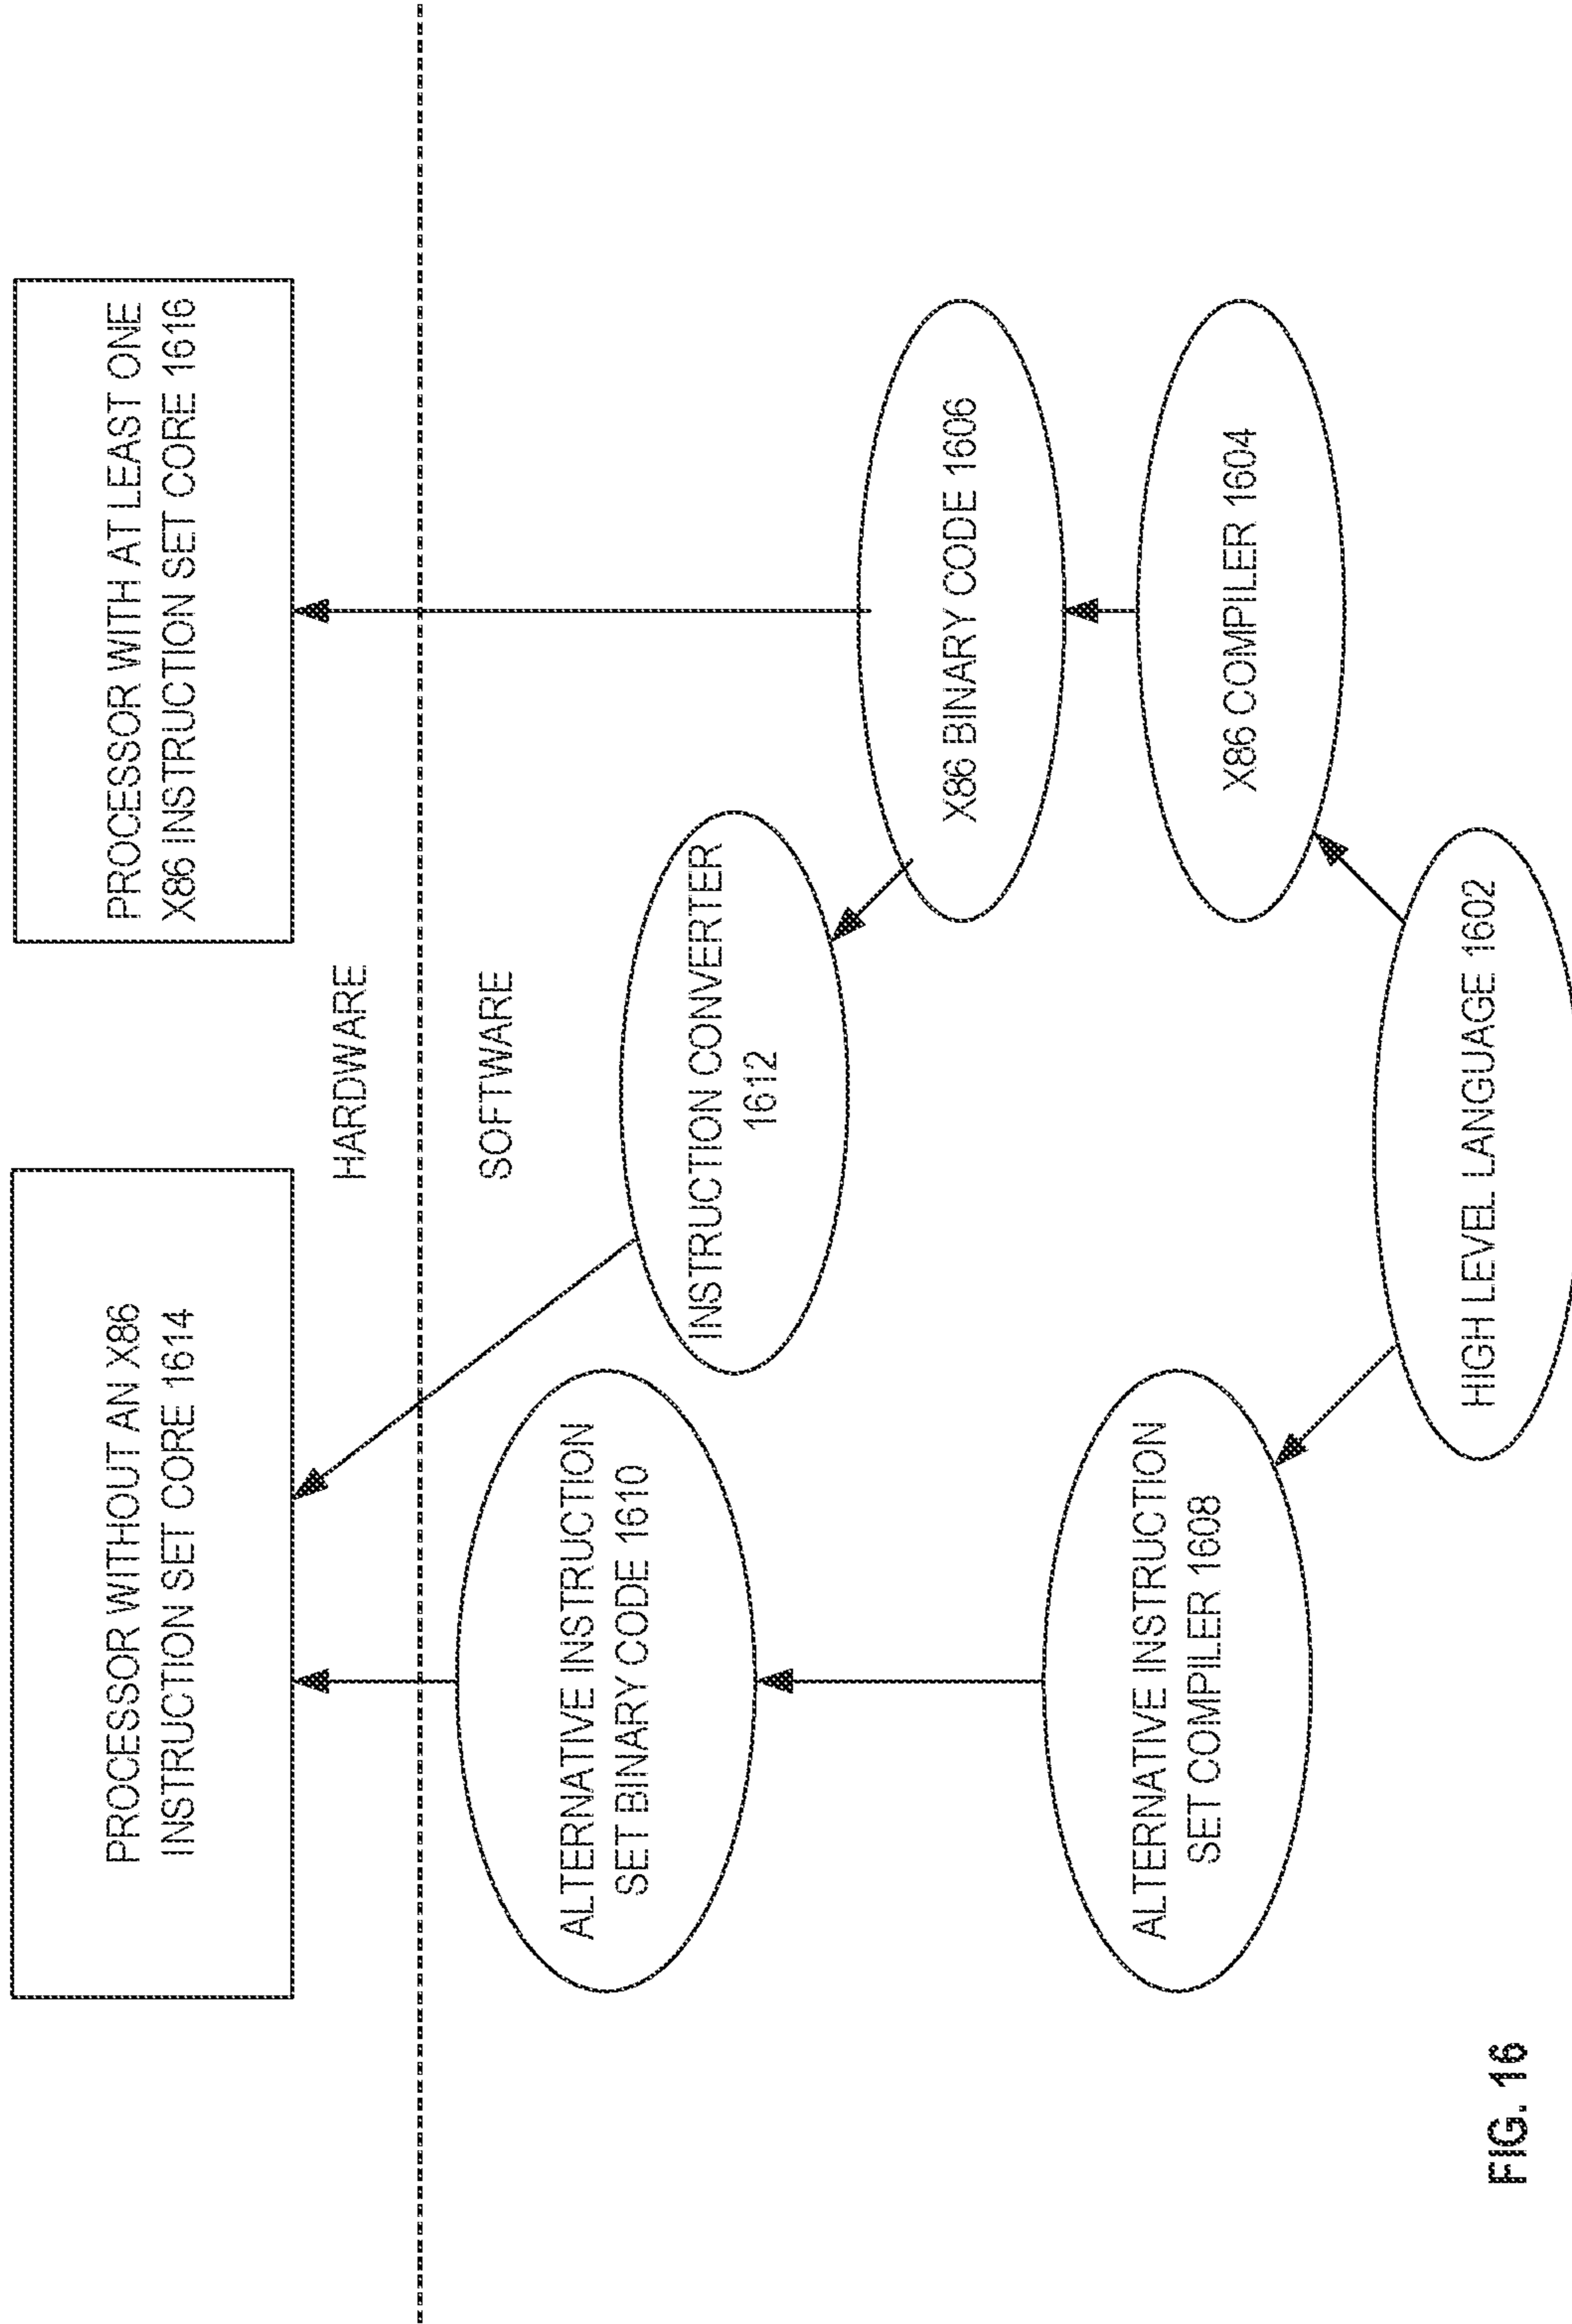 PROCESSOR WITHOUT AN X86
INSTRUCTION SET CORE 1614
PROCESSOR WITH AT LEAST ONE
X86 INSTRUCTION SET CORE 1616
HARDWARE
SOFTWARE
ALTERNATIVE INSTRUCTION
SET BINARY CODE 1610
INSTRUCTION CONVERTER
1612
X86 BINARY CODE 1606
ALTERNATIVE INSTRUCTION
SET COMPILER 1608
X86 COMPILER 1604
HIGH LEVEL LANGUAGE 1602
FIG. 16